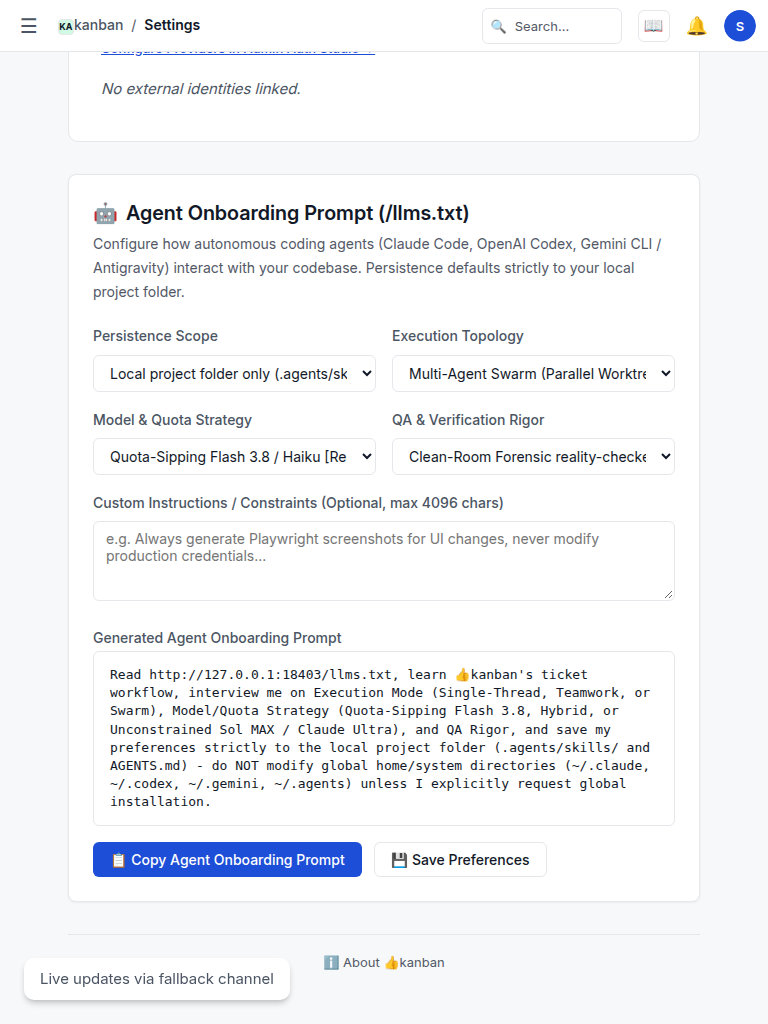 ☰ KA kanban / Settings
🔍 Search... 📖 🔔 S
Configure Providers in Admin Auth Studio →
No external identities linked.
🤖 Agent Onboarding Prompt (/llms.txt)
Configure how autonomous coding agents (Claude Code, OpenAI Codex, Gemini CLI /
Antigravity) interact with your codebase. Persistence defaults strictly to your local
project folder.
Persistence Scope
Execution Topology
Local project folder only (.agents/sk
Multi-Agent Swarm (Parallel Worktre
Model & Quota Strategy
QA & Verification Rigor
Quota-Sipping Flash 3.8 / Haiku [Re
Clean-Room Forensic reality-checke
Custom Instructions / Constraints (Optional, max 4096 chars)
e.g. Always generate Playwright screenshots for UI changes, never modify
production credentials...
Generated Agent Onboarding Prompt
Read http://127.0.0.1:18403/llms.txt, learn 👍kanban's ticket
workflow, interview me on Execution Mode (Single-Thread, Teamwork, or
Swarm), Model/Quota Strategy (Quota-Sipping Flash 3.8, Hybrid, or
Unconstrained Sol MAX / Claude Ultra), and QA Rigor, and save my
preferences strictly to the local project folder (.agents/skills/ and
AGENTS.md) - do NOT modify global home/system directories (~/.claude,
~/.codex, ~/.gemini, ~/.agents) unless I explicitly request global
installation.
📋 Copy Agent Onboarding Prompt
💾 Save Preferences
ℹ️ About 👍kanban
Live updates via fallback channel